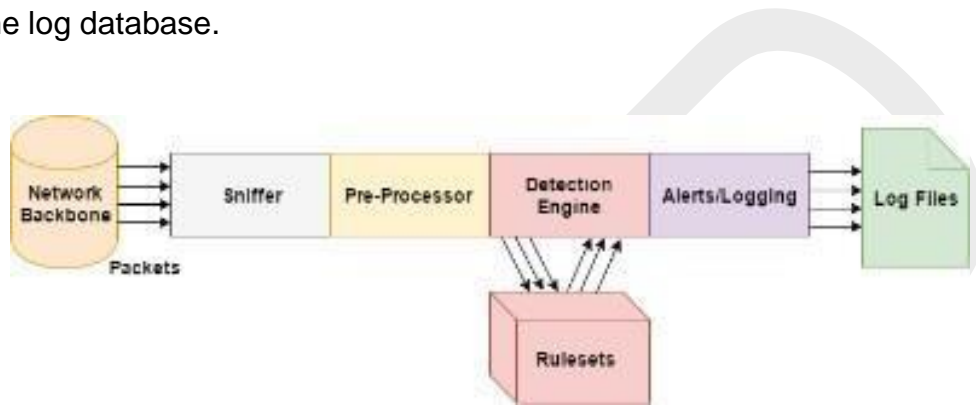 e log database.
Network
Backbone
Sniffer
Pre-Processor
Detection
Engine
Alerts/Logging
Log Files
Packets
Rulesets